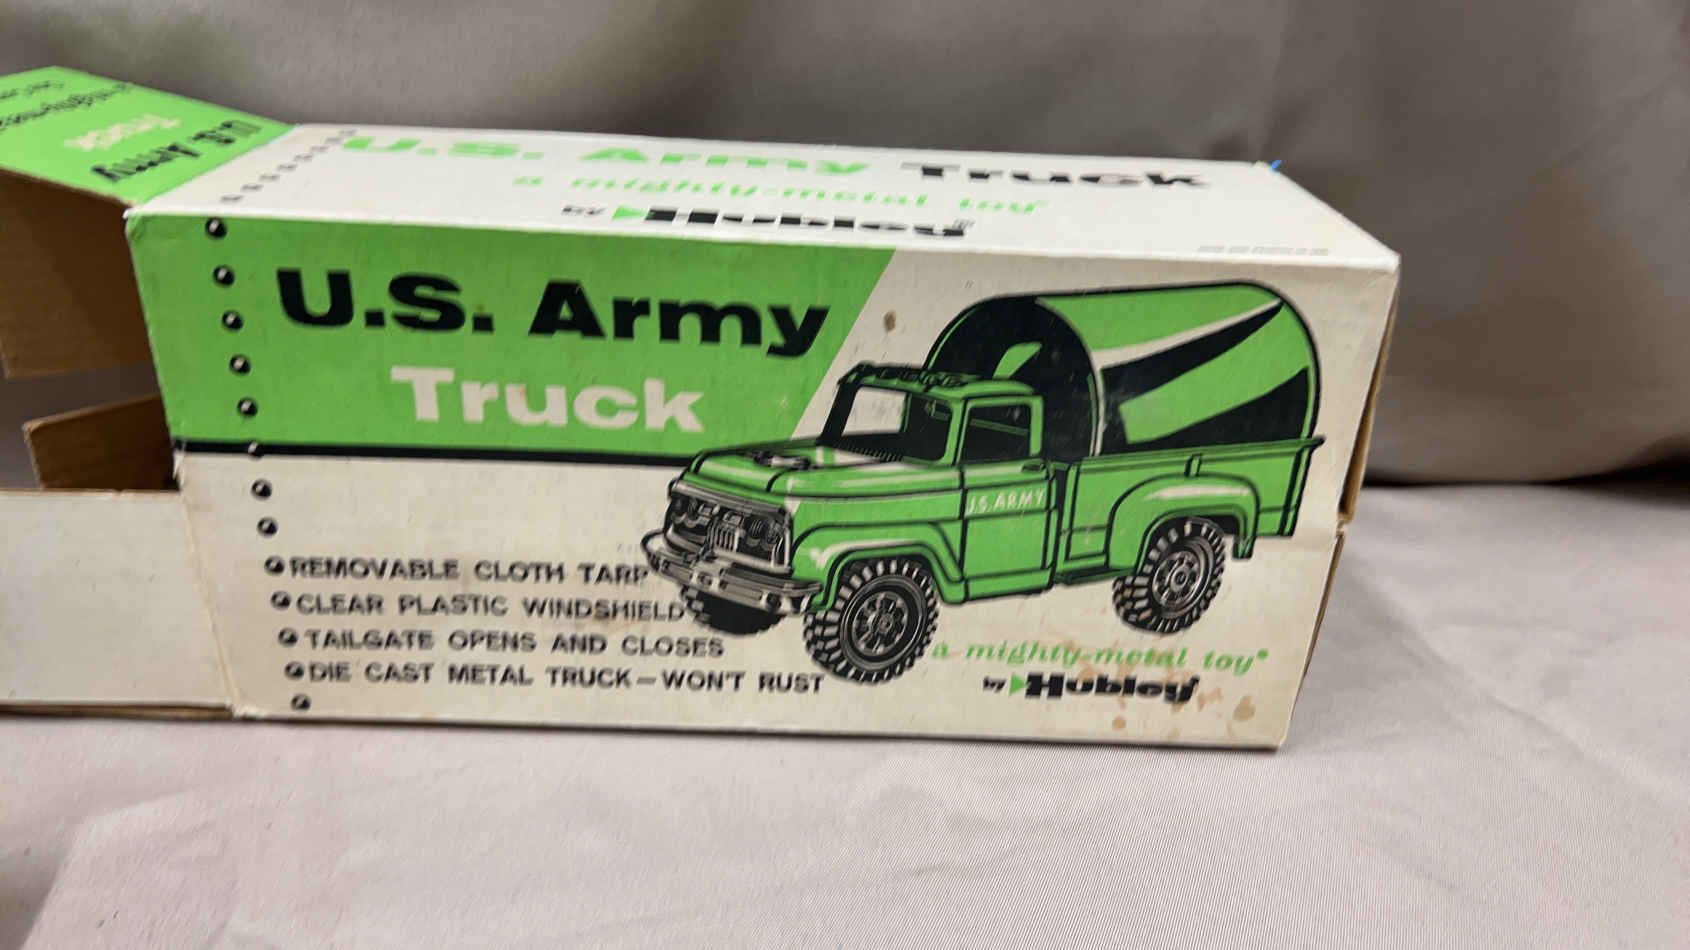 U.S. Army
Truck
U.S. Army Truck
a mighty-metal toy
by Hubley®
U.S. Army
Truck
U.S. ARMY
REMOVABLE CLOTH TARP
CLEAR PLASTIC WINDSHIELD
TAILGATE OPENS AND CLOSES
DIE CAST METAL TRUCK—WON'T RUST
a mighty-metal toy
by Hubley